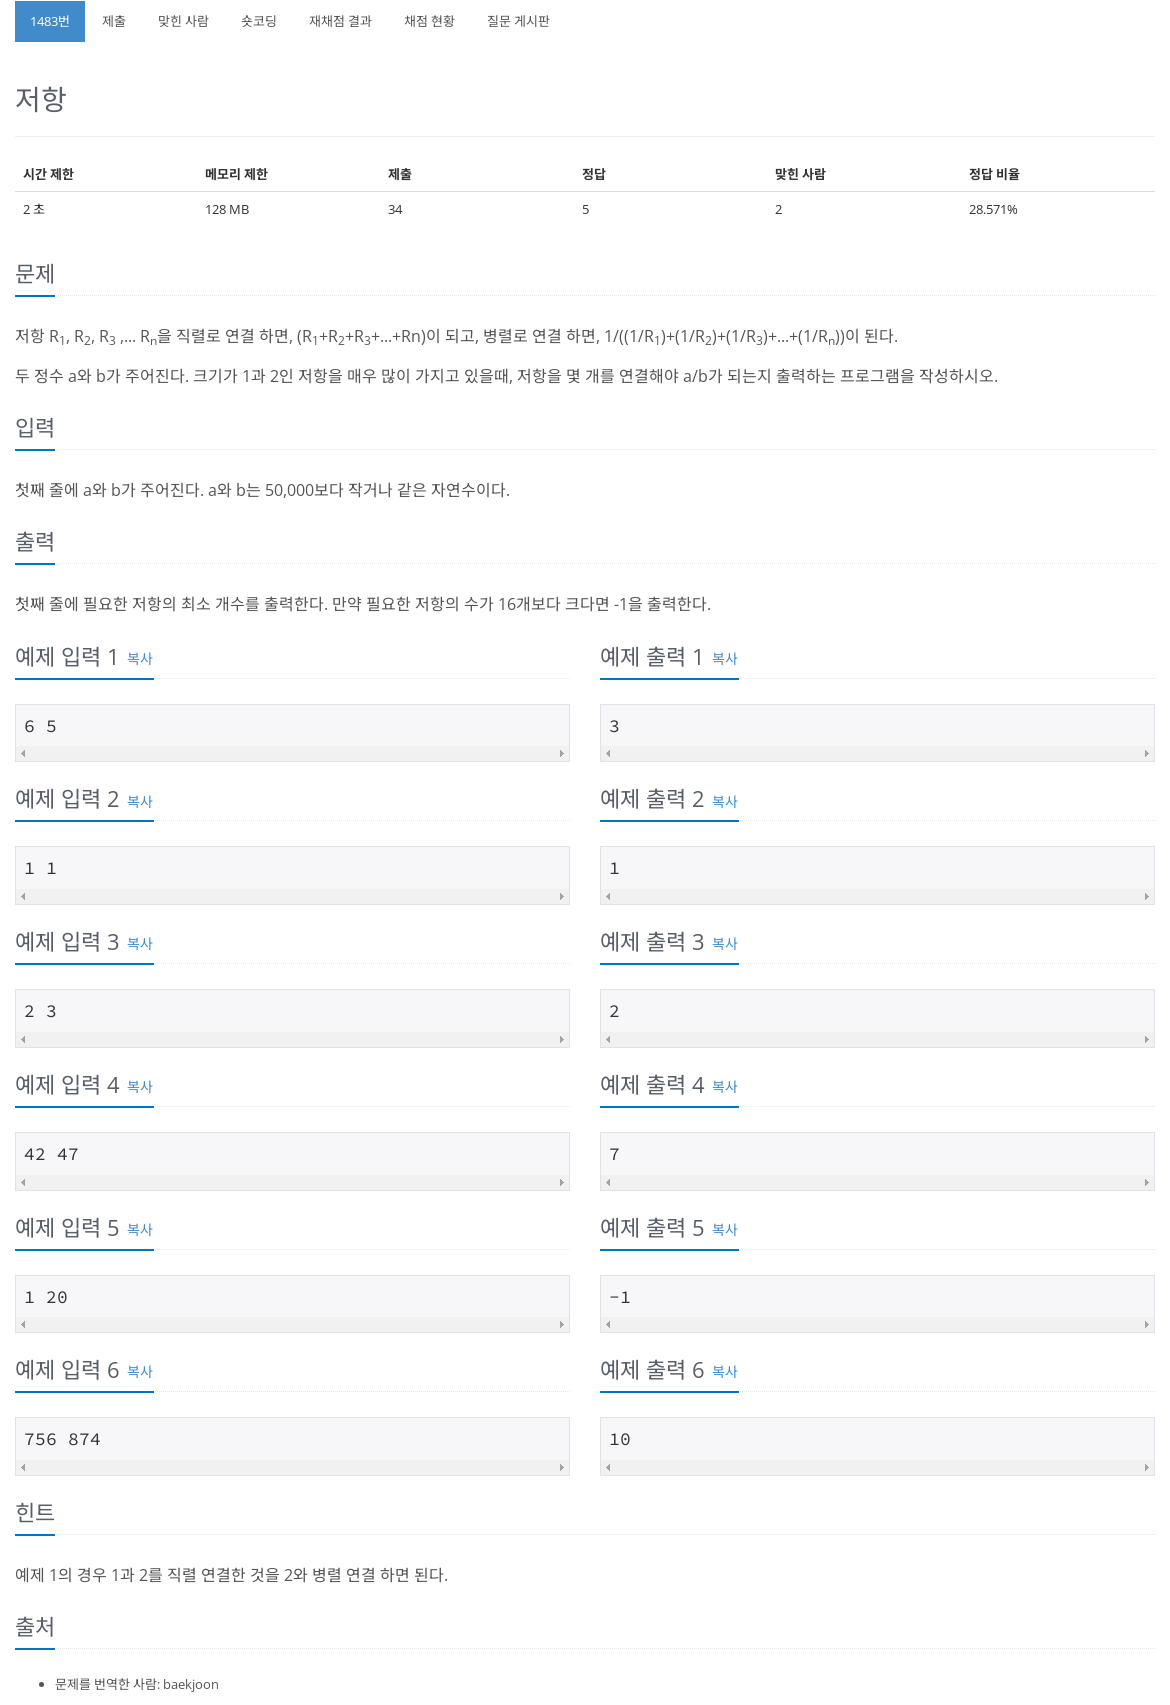 1483번 제출 맞힌 사람 숏코딩 재채점 결과 채점 현황 질문 게시판
저항
시간 제한 메모리 제한 제출 정답 맞힌 사람 정답 비율
2 초 128 MB 34 5 2 28.571%
문제
저항 R1, R2, R3 ,... Rn을 직렬로 연결 하면, (R1+R2+R3+...+Rn)이 되고, 병렬로 연결 하면, 1/((1/R1)+(1/R2)+(1/R3)+...+(1/Rn))이 된다.
두 정수 a와 b가 주어진다. 크기가 1과 2인 저항을 매우 많이 가지고 있을때, 저항을 몇 개를 연결해야 a/b가 되는지 출력하는 프로그램을 작성하시오.
입력
첫째 줄에 a와 b가 주어진다. a와 b는 50,000보다 작거나 같은 자연수이다.
출력
첫째 줄에 필요한 저항의 최소 개수를 출력한다. 만약 필요한 저항의 수가 16개보다 크다면 -1을 출력한다.
예제 입력 1 복사 예제 출력 1 복사
6 5 3
예제 입력 2 복사 예제 출력 2 복사
1 1 1
예제 입력 3 복사 예제 출력 3 복사
2 3 2
예제 입력 4 복사 예제 출력 4 복사
42 47 7
예제 입력 5 복사 예제 출력 5 복사
1 20 -1
예제 입력 6 복사 예제 출력 6 복사
756 874 10
힌트
예제 1의 경우 1과 2를 직렬 연결한 것을 2와 병렬 연결 하면 된다.
출처
문제를 번역한 사람: baekjoon